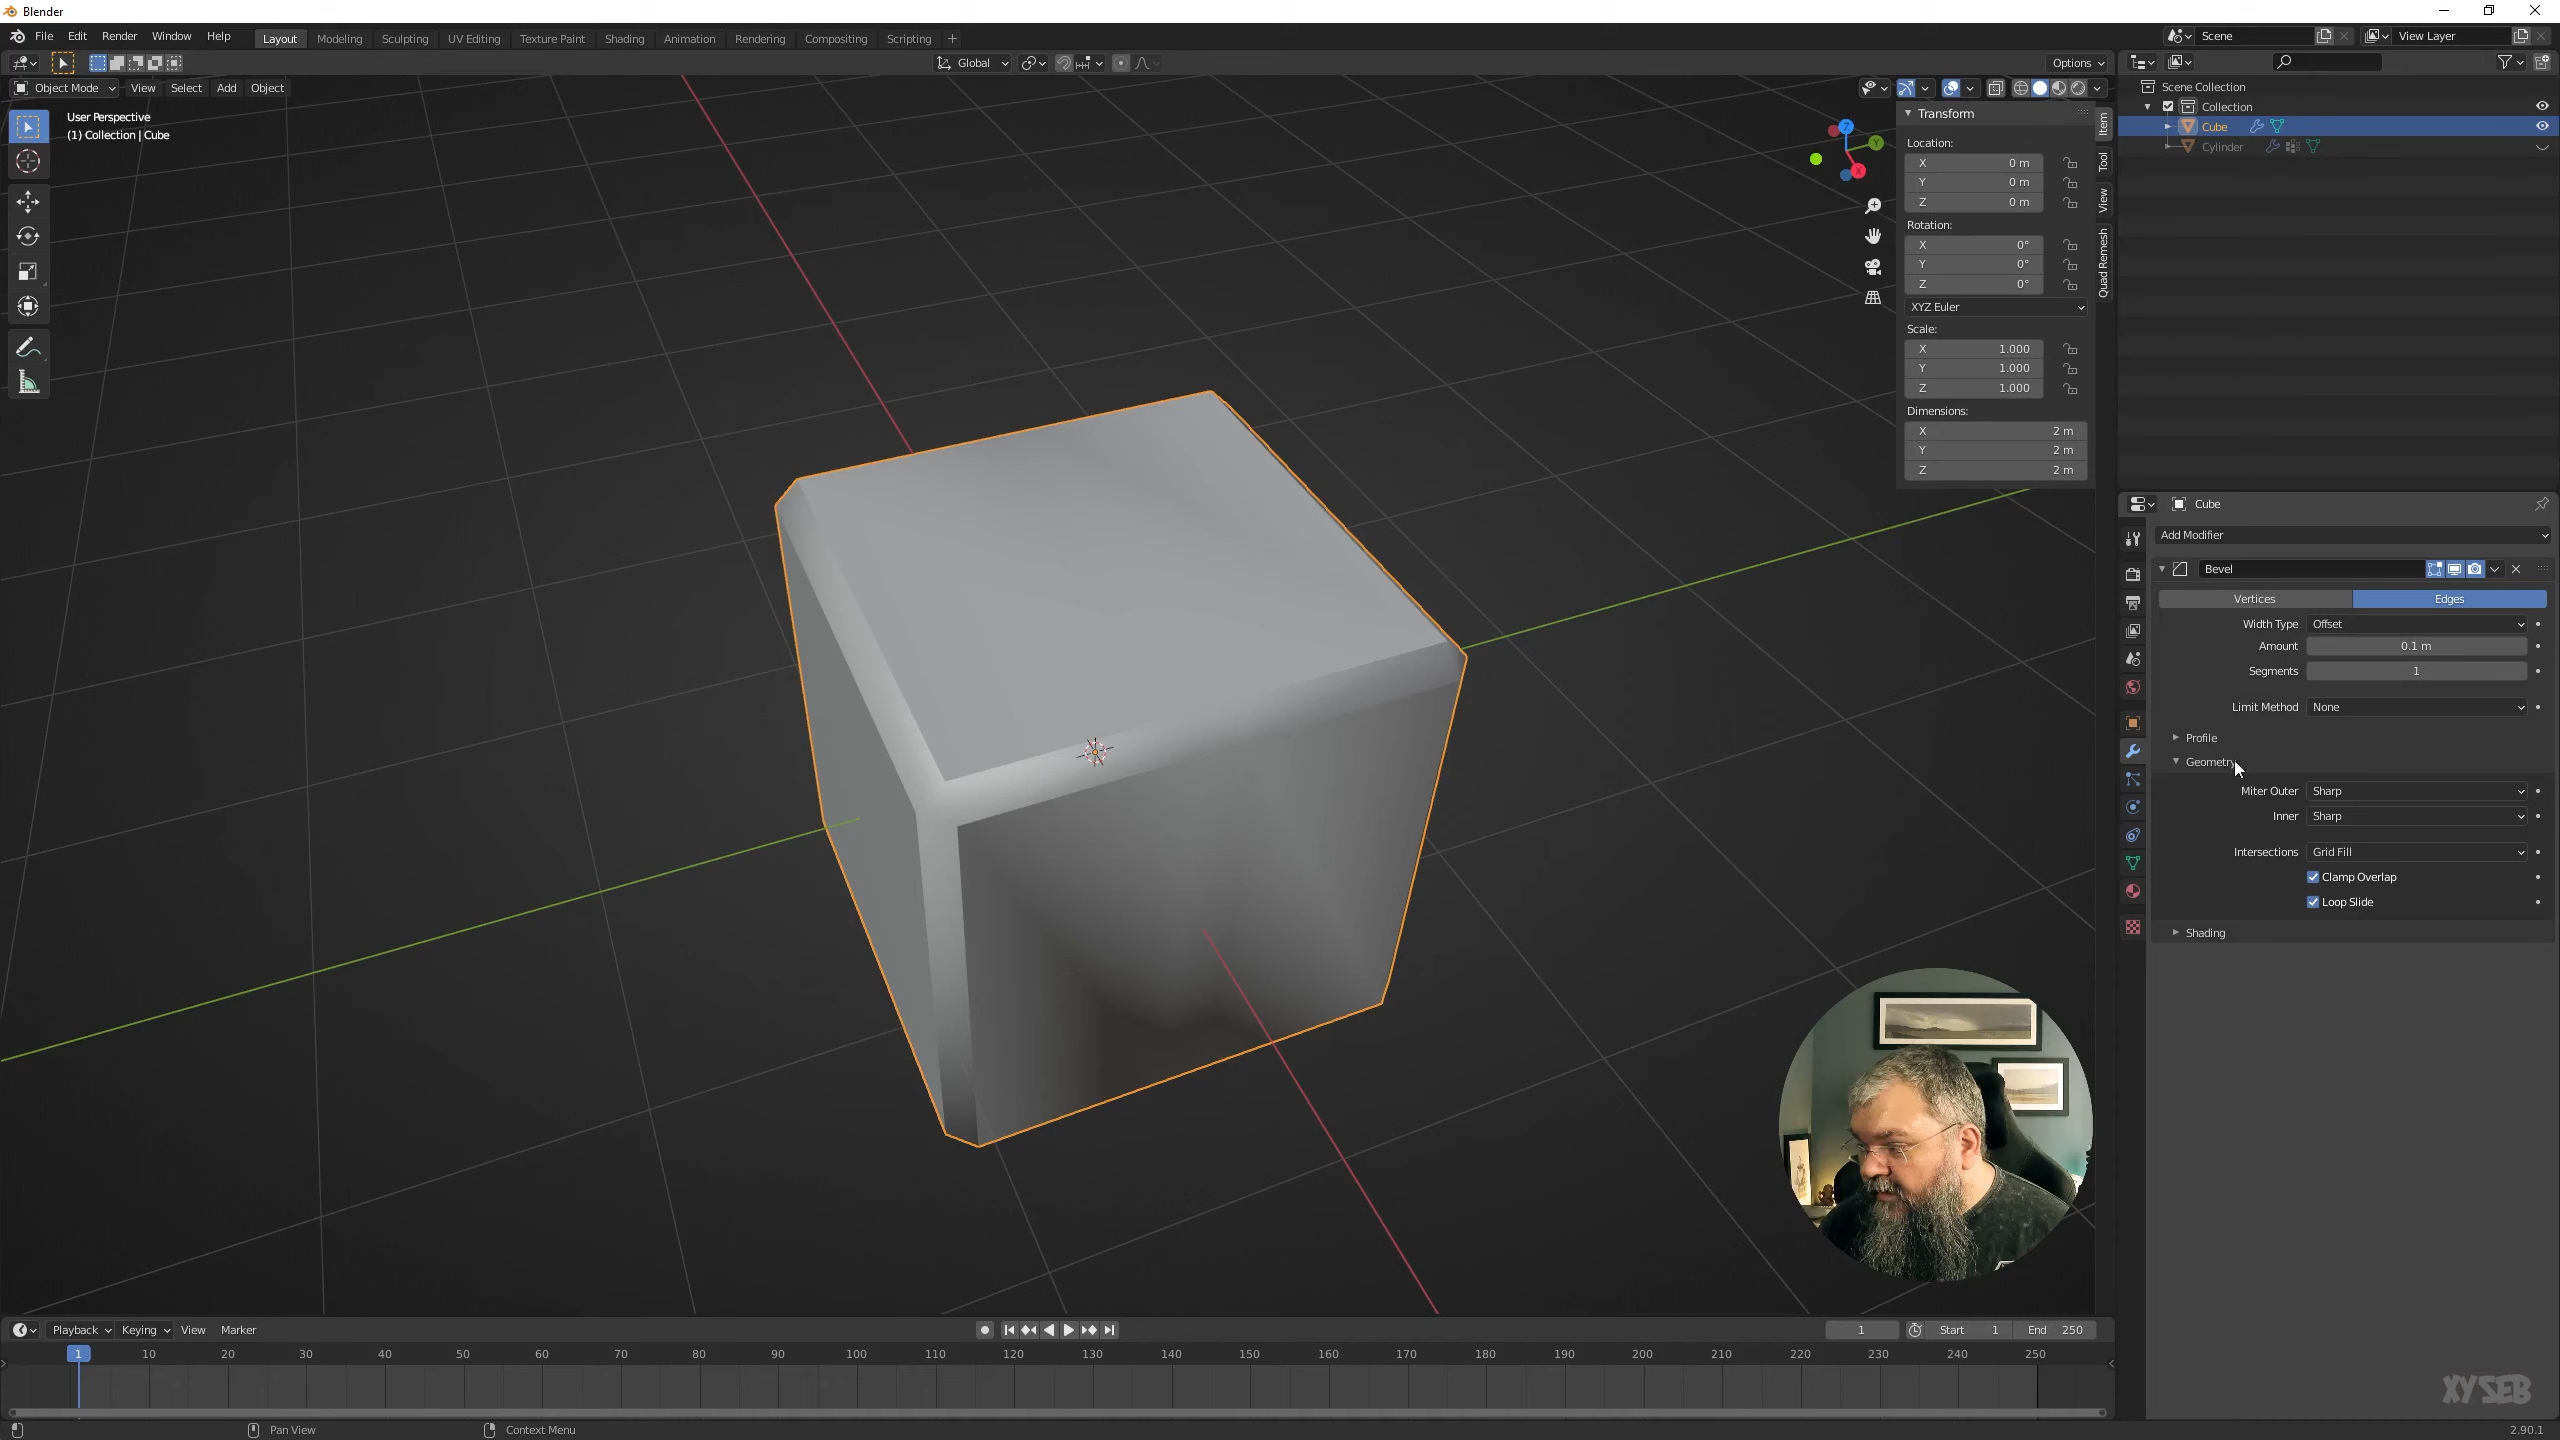 Blender
File Edit Render Window Help Layout Modeling Sculpting UV Editing Texture Paint Shading Animation Rendering Compositing Scripting + Scene View Layer
Global Options
Object Mode View Select Add Object
User Perspective
(1) Collection | Cube
Z
Y
X
Transform
Location:
X 0 m
Y 0 m
Z 0 m
Rotation:
X 0°
Y 0°
Z 0°
XYZ Euler
Scale:
X 1.000
Y 1.000
Z 1.000
Dimensions:
X 2 m
Y 2 m
Z 2 m
Item
Tool
View
Quad Remesh
Scene Collection
Collection
Cube
Cylinder
Cube
Add Modifier
Bevel
Vertices Edges
Width Type Offset
Amount 0.1 m
Segments 1
Limit Method None
Profile
Geometry
Miter Outer Sharp
Inner Sharp
Intersections Grid Fill
Clamp Overlap
Loop Slide
Shading
Playback Keying View Marker 1 Start 1 End 250
1 10 20 30 40 50 60 70 80 90 100 110 120 130 140 150 160 170 180 190 200 210 220 230 240 250
XY SEB
Pan View Context Menu 2.90.1